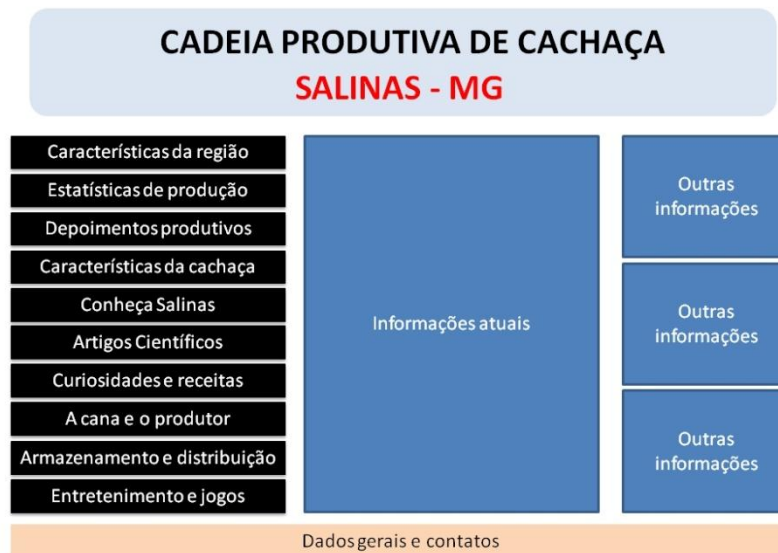 CADEIA PRODUTIVA DE CACHAÇA
SALINAS - MG
Características da região
Estatísticas de produção
Depoimentos produtivos
Características da cachaça
Conheça Salinas
Artigos Científicos
Curiosidades e receitas
A cana e o produtor
Armazenamento e distribuição
Entretenimento e jogos
Informações atuais
Outras
informações
Outras
informações
Outras
informações
Dados gerais e contatos